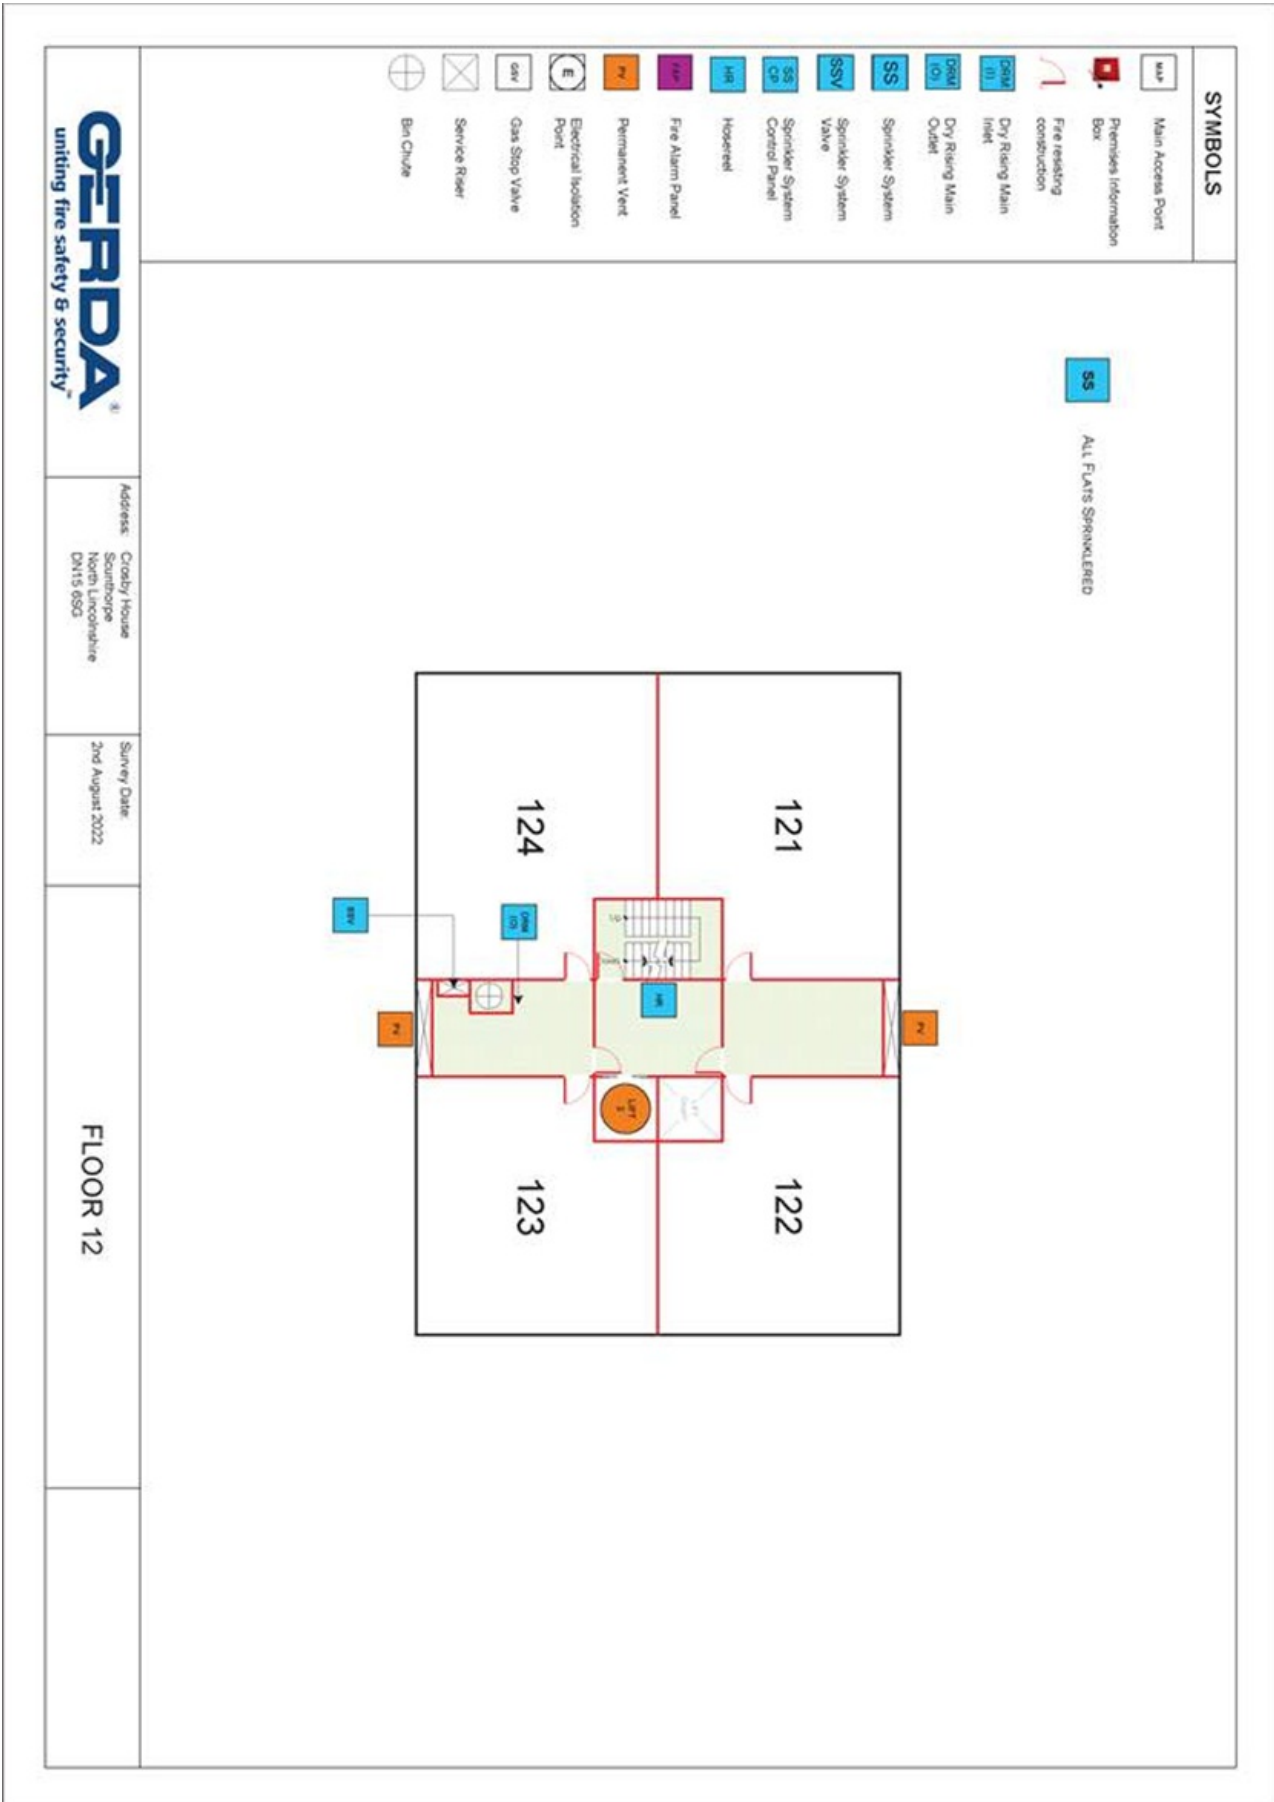 SYMBOLS
MAP
Main Access Point
Premises Information
Box
Fire resisting
construction
DRM
(I)
Dry Rising Main
Inlet
DRM
(O)
Dry Rising Main
Outlet
SS
Sprinkler System
SSV
Sprinkler System
Valve
SS
CP
Sprinkler System
Control Panel
HR
Hosereel
FAP
Fire Alarm Panel
PV
Permanent Vent
E
Electrical Isolation
Point
GSV
Gas Stop Valve
Service Riser
Bin Chute
SS
ALL FLATS SPRINKLERED
121
122
PV
HR
LIFT
LIFT
124
123
DRM
(O)
SSV
PV
GERDA®
uniting fire safety & security™
Address: Crosby House
Scunthorpe
North Lincolnshire
DN15 6SG
Survey Date:
2nd August 2022
FLOOR 12